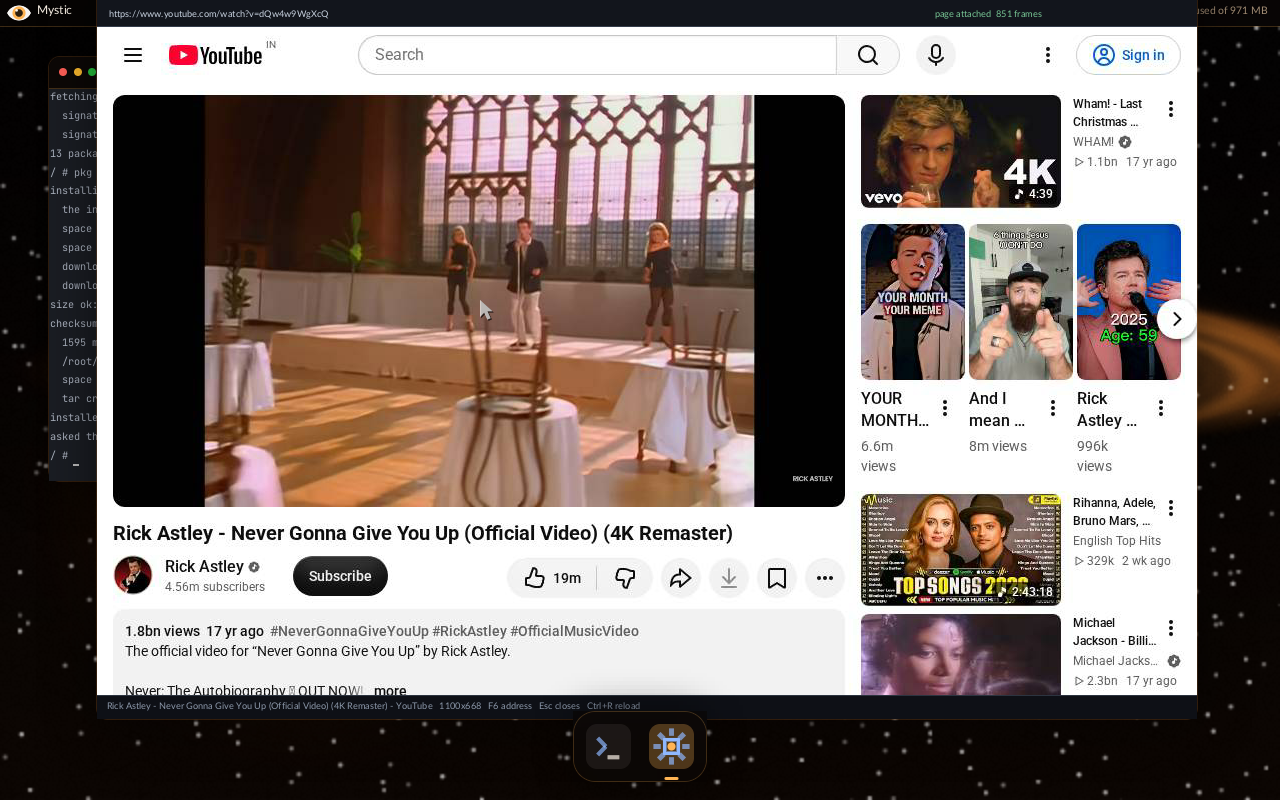 Mystic
https://www.youtube.com/watch?v=dQw4w9WgXcQ
page attached 851 frames
used of 971 MB
YouTube IN
Search
Sign in
fetching
signat
signat
13 packa
/ # pkg
installi
the in
space
space
downlo
downlo
size ok:
checksum
1595 m
/root/
space
tar cr
installe
asked th
/ #
RICK ASTLEY
Rick Astley - Never Gonna Give You Up (Official Video) (4K Remaster)
Rick Astley
4.56m subscribers
Subscribe
19m
1.8bn views 17 yr ago #NeverGonnaGiveYouUp #RickAstley #OfficialMusicVideo
The official video for “Never Gonna Give You Up” by Rick Astley.
Never: The Autobiography OUT NOW! more
vevo
4K
4:39
Wham! - Last
Christmas ...
WHAM!
1.1bn 17 yr ago
YOUR MONTH
YOUR MEME
6 things Jesus
WON'T DO
2025
Age: 59
YOUR
MONTH...
6.6m
views
And I
mean ...
8m views
Rick
Astley ...
996k
views
Music
TOP SONGS
2:43:18
Rihanna, Adele,
Bruno Mars, ...
English Top Hits
329k 2 wk ago
Michael
Jackson - Billi...
Michael Jacks...
2.3bn 17 yr ago
Rick Astley - Never Gonna Give You Up (Official Video) (4K Remaster) - YouTube 1100x668 F6 address Esc closes Ctrl+R reload